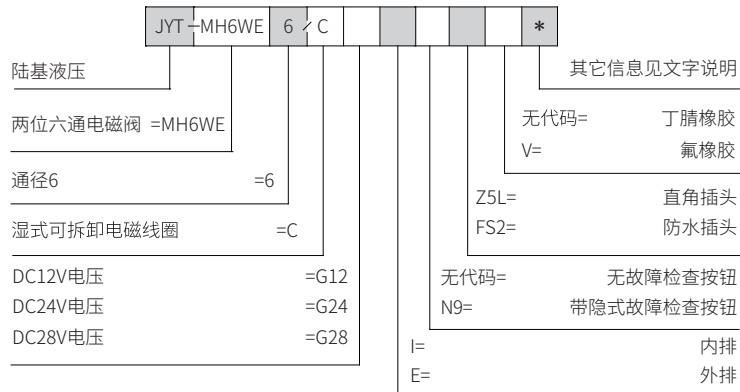 JYT-MH6WE 6 / C *
陆基液压
两位六通电磁阀 =MH6WE
通径6 =6
湿式可拆卸电磁线圈 =C
DC12V电压 =G12
DC24V电压 =G24
DC28V电压 =G28
其它信息见文字说明
无代码= 丁腈橡胶
V= 氟橡胶
Z5L= 直角插头
FS2= 防水插头
无代码= 无故障检查按钮
N9= 带隐式故障检查按钮
I= 内排
E= 外排